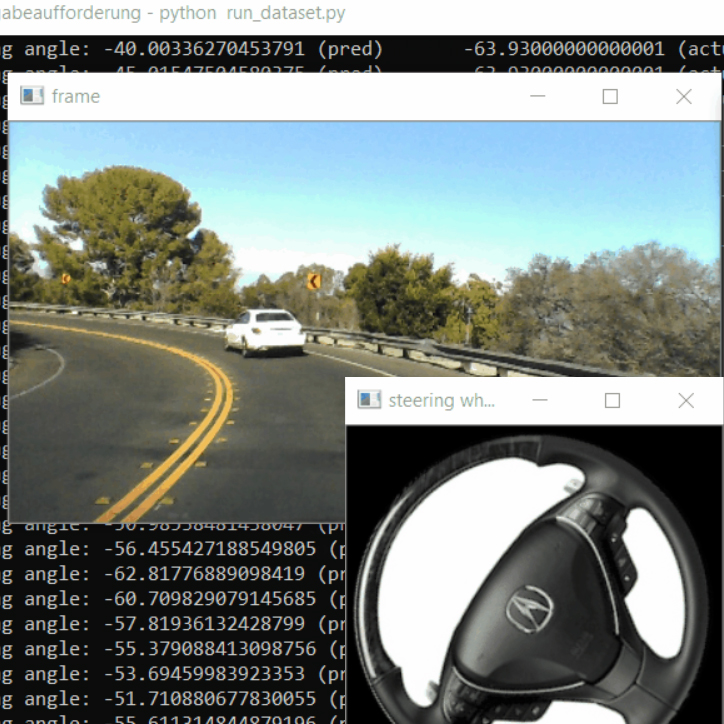 abeaufforderung - python run_dataset.py
g angle: -40.00336270453791 (pred) -63.93000000000001 (actu
frame
steering wh...
g angle: -56.455427188549805 (p
g angle: -62.81776889098419 (pr
g angle: -60.709829079145685 (p
g angle: -57.81936132428799 (pr
g angle: -55.379088413098756 (p
g angle: -53.69459983923353 (pr
g angle: -51.710880677830055 (p